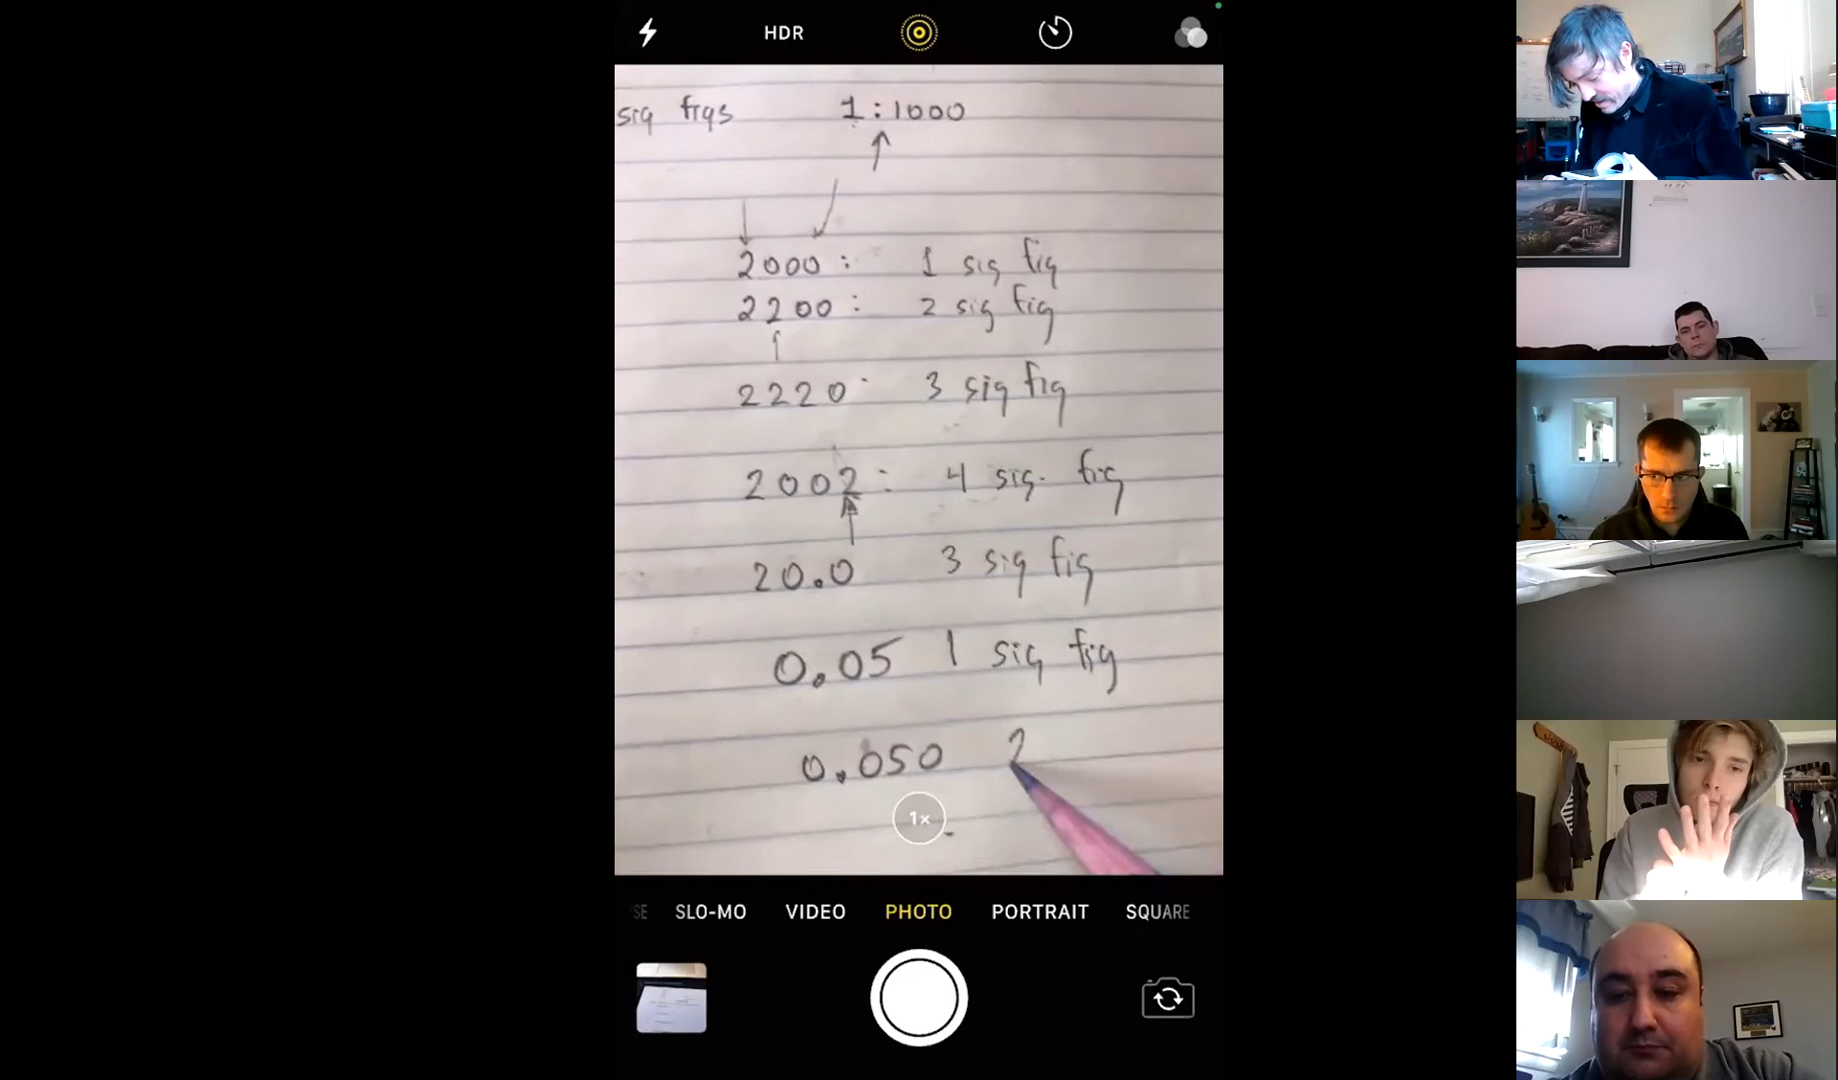 HDR
sig figs 1:1000
2000: 1 sig fig
2200: 2 sig fig
2220: 3 sig fig
2002: 4 sig. fig
20.0 3 sig fig
0.05 1 sig fig
0.050 2
1×
SE SLO-MO VIDEO PHOTO PORTRAIT SQUARE